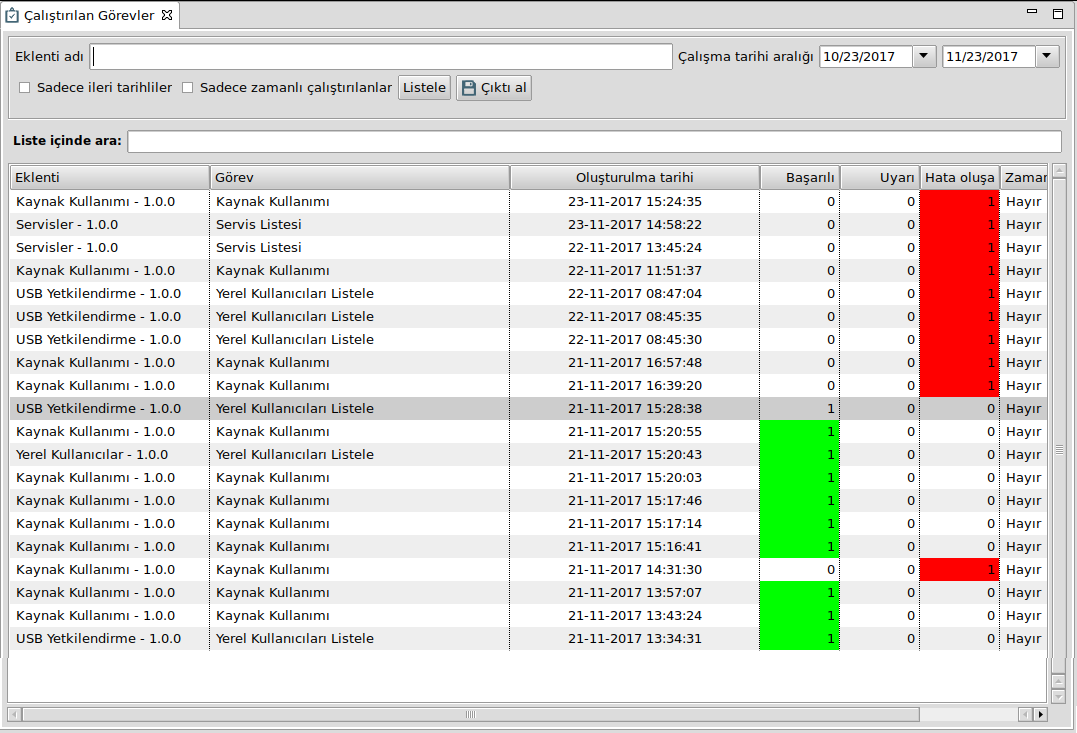 Çalıştırılan Görevler
Eklenti adı Çalışma tarihi aralığı 10/23/2017 11/23/2017
Sadece ileri tarihliler Sadece zamanlı çalıştırılanlar Listele Çıktı al
Liste içinde ara:
Eklenti Görev Oluşturulma tarihi Başarılı Uyarı Hata oluşa Zamar
Kaynak Kullanımı - 1.0.0 Kaynak Kullanımı 23-11-2017 15:24:35 0 0 1 Hayır
Servisler - 1.0.0 Servis Listesi 23-11-2017 14:58:22 0 0 1 Hayır
Servisler - 1.0.0 Servis Listesi 22-11-2017 13:45:24 0 0 1 Hayır
Kaynak Kullanımı - 1.0.0 Kaynak Kullanımı 22-11-2017 11:51:37 0 0 1 Hayır
USB Yetkilendirme - 1.0.0 Yerel Kullanıcıları Listele 22-11-2017 08:47:04 0 0 1 Hayır
USB Yetkilendirme - 1.0.0 Yerel Kullanıcıları Listele 22-11-2017 08:45:35 0 0 1 Hayır
USB Yetkilendirme - 1.0.0 Yerel Kullanıcıları Listele 22-11-2017 08:45:30 0 0 1 Hayır
Kaynak Kullanımı - 1.0.0 Kaynak Kullanımı 21-11-2017 16:57:48 0 0 1 Hayır
Kaynak Kullanımı - 1.0.0 Kaynak Kullanımı 21-11-2017 16:39:20 0 0 1 Hayır
USB Yetkilendirme - 1.0.0 Yerel Kullanıcıları Listele 21-11-2017 15:28:38 1 0 0 Hayır
Kaynak Kullanımı - 1.0.0 Kaynak Kullanımı 21-11-2017 15:20:55 1 0 0 Hayır
Yerel Kullanıcılar - 1.0.0 Yerel Kullanıcıları Listele 21-11-2017 15:20:43 1 0 0 Hayır
Kaynak Kullanımı - 1.0.0 Kaynak Kullanımı 21-11-2017 15:20:03 1 0 0 Hayır
Kaynak Kullanımı - 1.0.0 Kaynak Kullanımı 21-11-2017 15:17:46 1 0 0 Hayır
Kaynak Kullanımı - 1.0.0 Kaynak Kullanımı 21-11-2017 15:17:14 1 0 0 Hayır
Kaynak Kullanımı - 1.0.0 Kaynak Kullanımı 21-11-2017 15:16:41 1 0 0 Hayır
Kaynak Kullanımı - 1.0.0 Kaynak Kullanımı 21-11-2017 14:31:30 0 0 1 Hayır
Kaynak Kullanımı - 1.0.0 Kaynak Kullanımı 21-11-2017 13:57:07 1 0 0 Hayır
Kaynak Kullanımı - 1.0.0 Kaynak Kullanımı 21-11-2017 13:43:24 1 0 0 Hayır
USB Yetkilendirme - 1.0.0 Yerel Kullanıcıları Listele 21-11-2017 13:34:31 1 0 0 Hayır